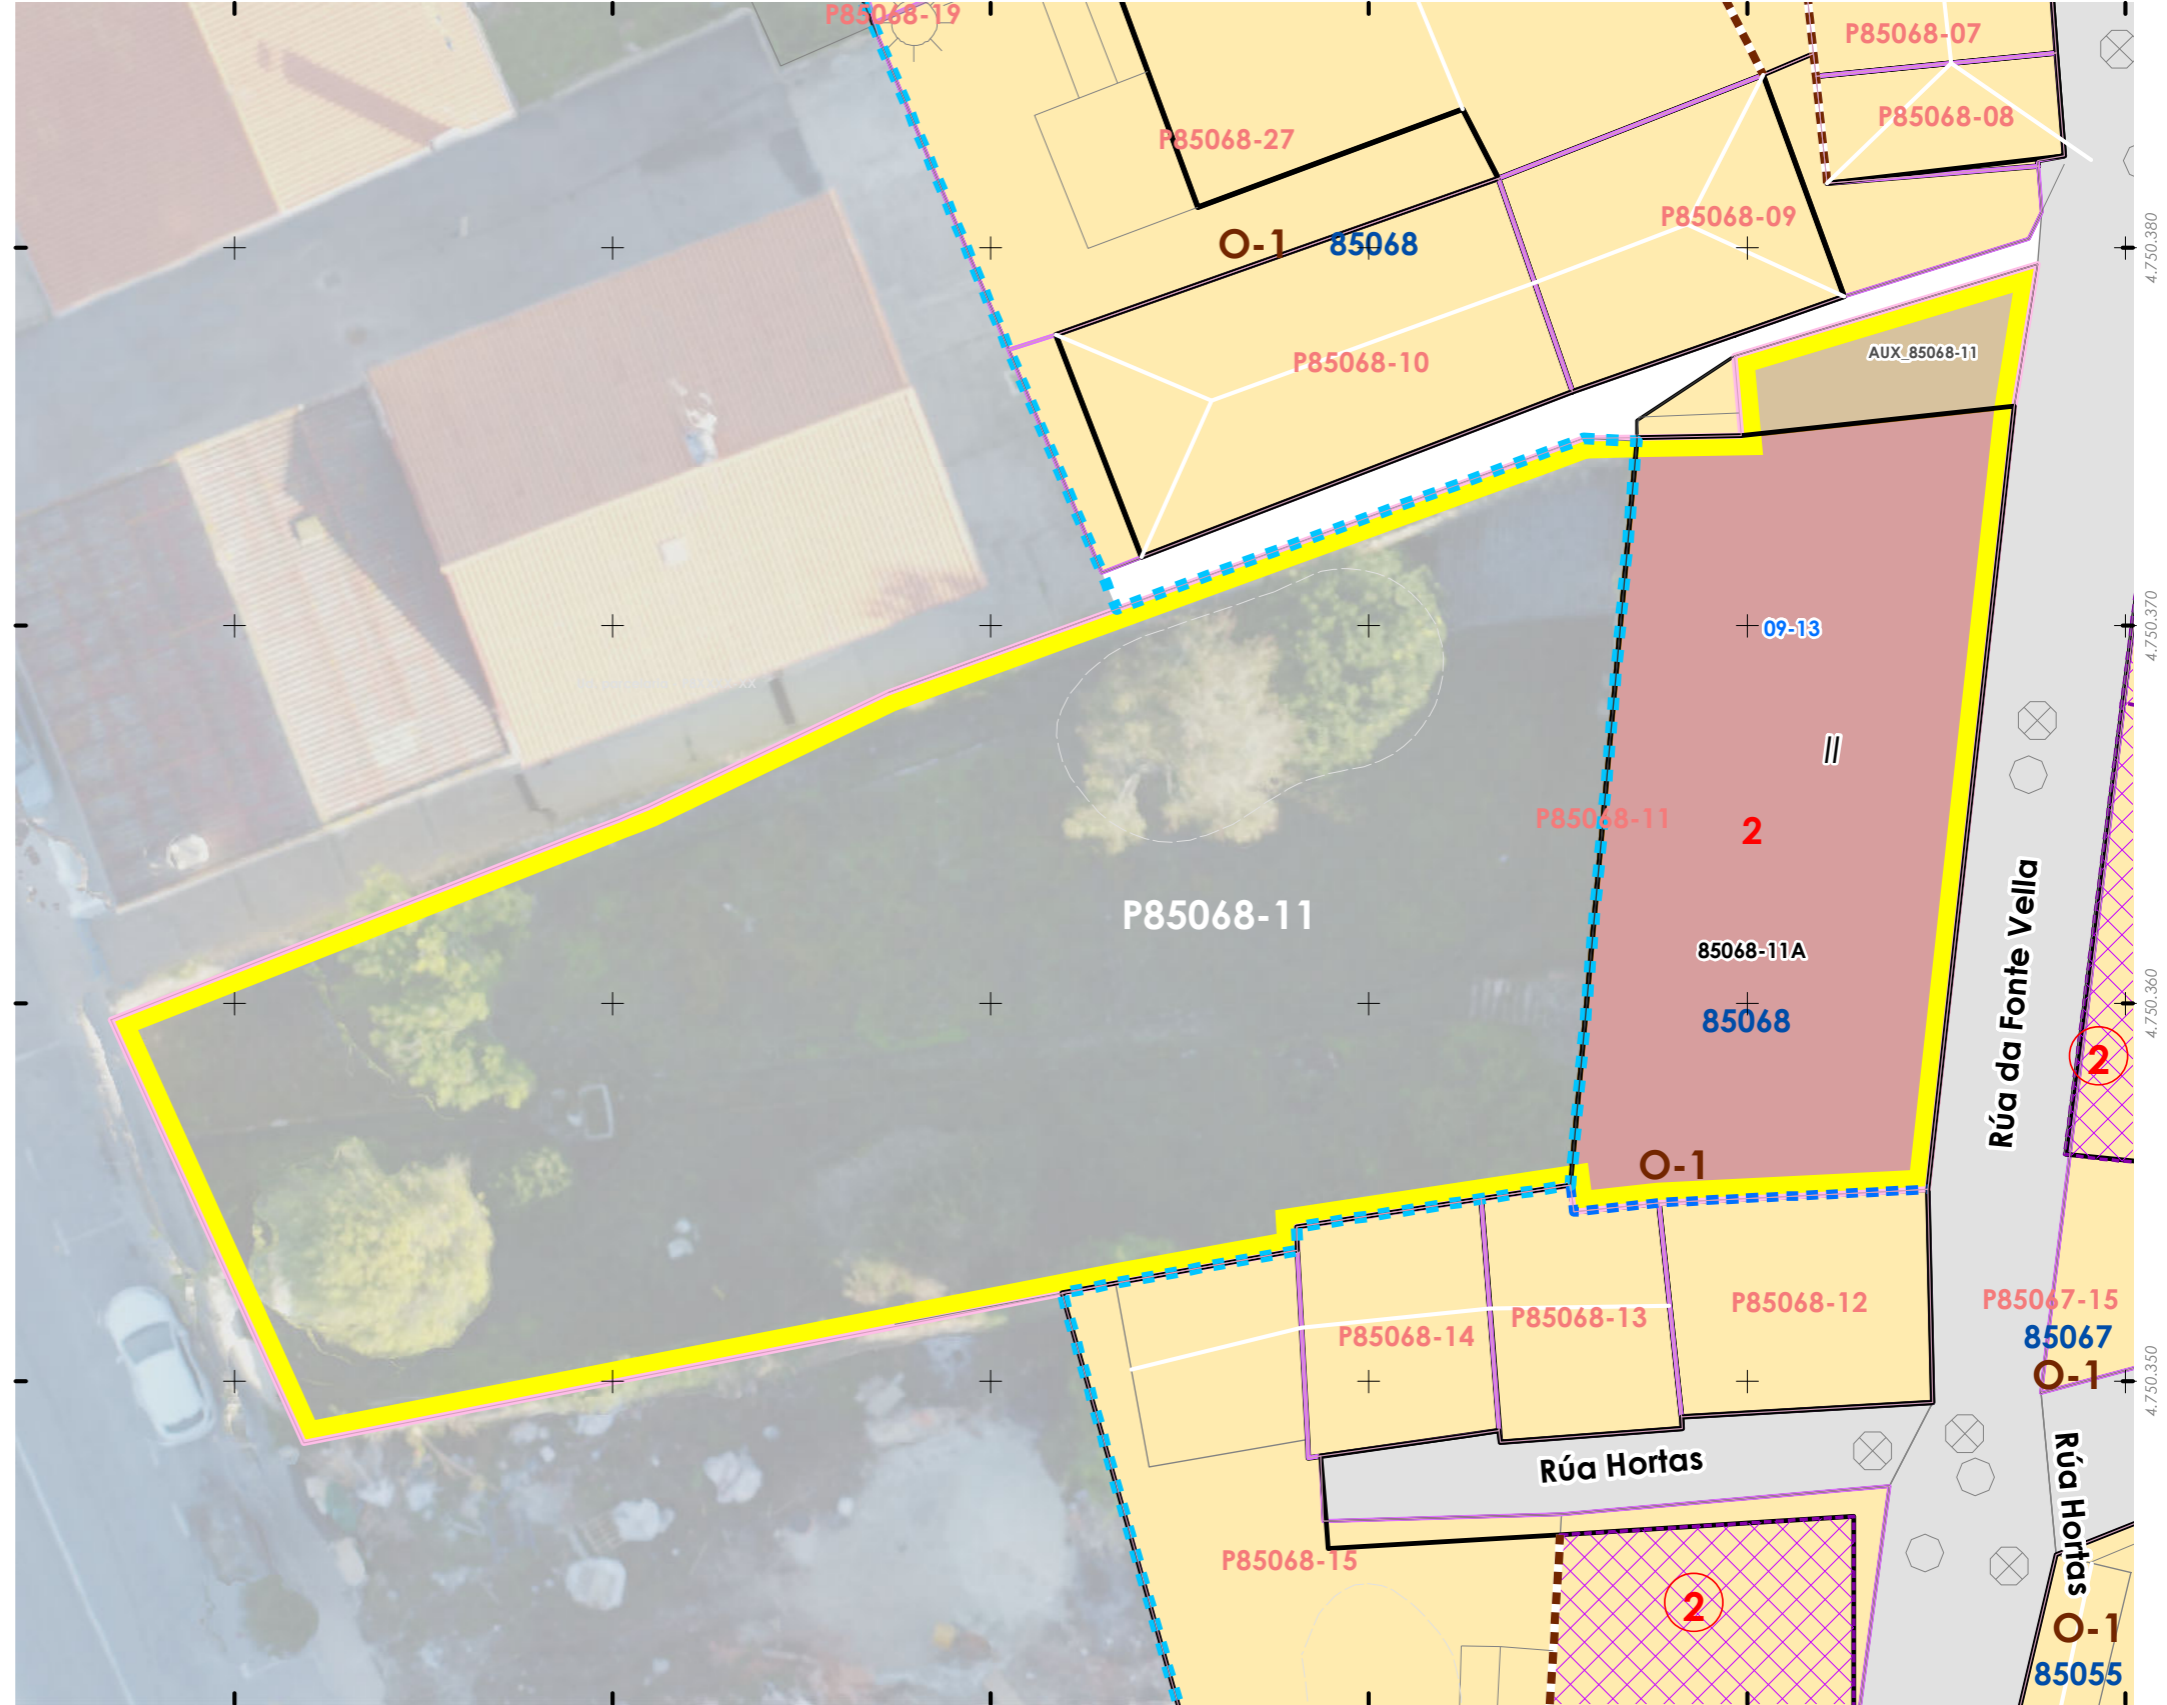 P85068-19
P85068-07
P85068-08
P85068-27
P85068-09
O-1
85068
4.750.380
AUX_85068-11
P85068-10
09-13
4.750.370
//
P85068-11
2
P85068-11
Rúa da Fonte Vella
85068-11A
85068
4.750.360
2
O-1
P85068-12
P85067-15
P85068-13
P85068-14
85067
O-1
4.750.350
Rúa Hortas
Rúa Hortas
P85068-15
2
O-1
85055